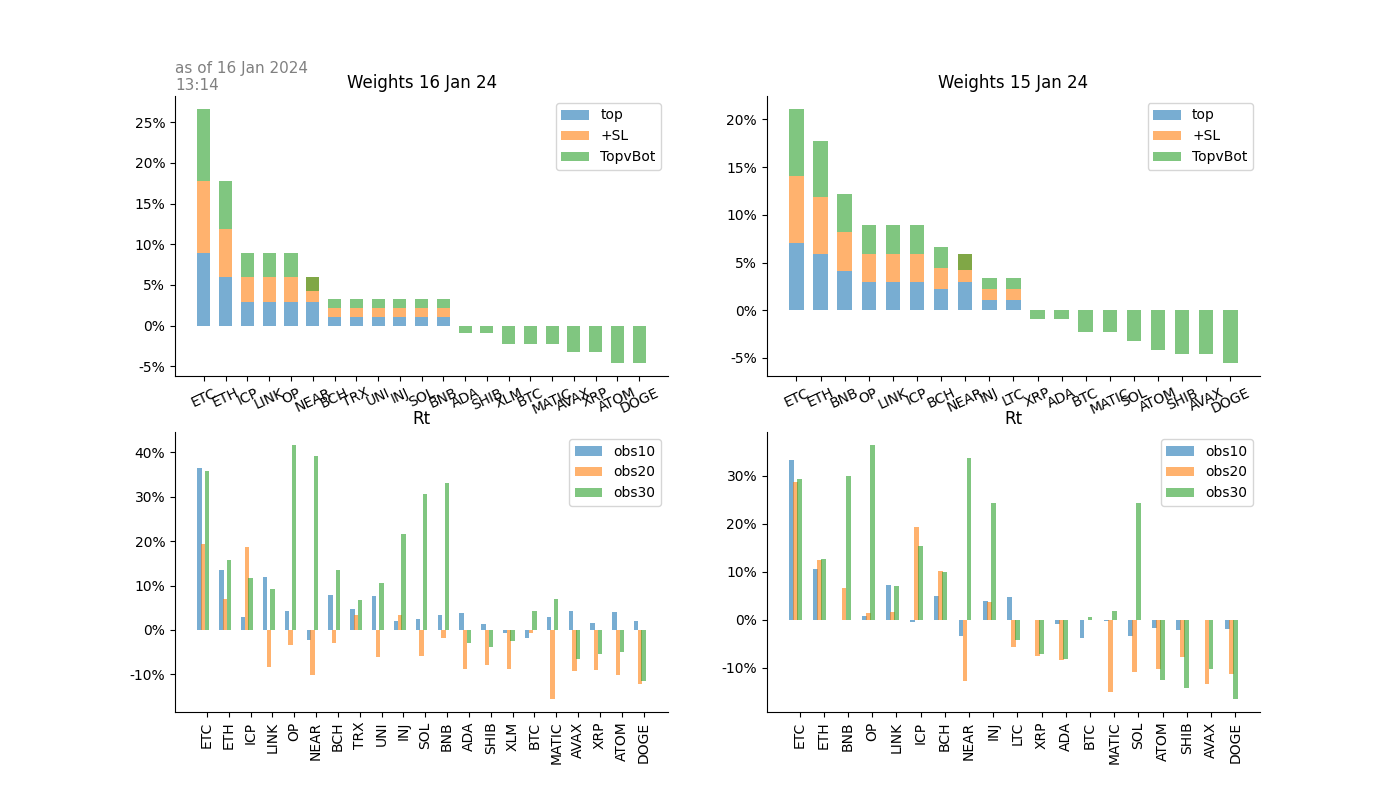 as of 16 Jan 2024
13:14
Weights 16 Jan 24
top
+SL
TopvBot
25%
20%
15%
10%
5%
0%
-5%
ETC ETH ICP LINK OP NEAR BCH TRX UNI INJ SOL BNB ADA SHIB XLM BTC MATIC AVAX XRP ATOM DOGE
Weights 15 Jan 24
top
+SL
TopvBot
20%
15%
10%
5%
0%
-5%
ETC ETH BNB OP LINK ICP BCH NEAR INJ LTC XRP ADA BTC MATIC SOL ATOM SHIB AVAX DOGE
Rt
obs10
obs20
obs30
40%
30%
20%
10%
0%
-10%
ETC ETH ICP LINK OP NEAR BCH TRX UNI INJ SOL BNB ADA SHIB XLM BTC MATIC AVAX XRP ATOM DOGE
Rt
obs10
obs20
obs30
30%
20%
10%
0%
-10%
ETC ETH BNB OP LINK ICP BCH NEAR INJ LTC XRP ADA BTC MATIC SOL ATOM SHIB AVAX DOGE